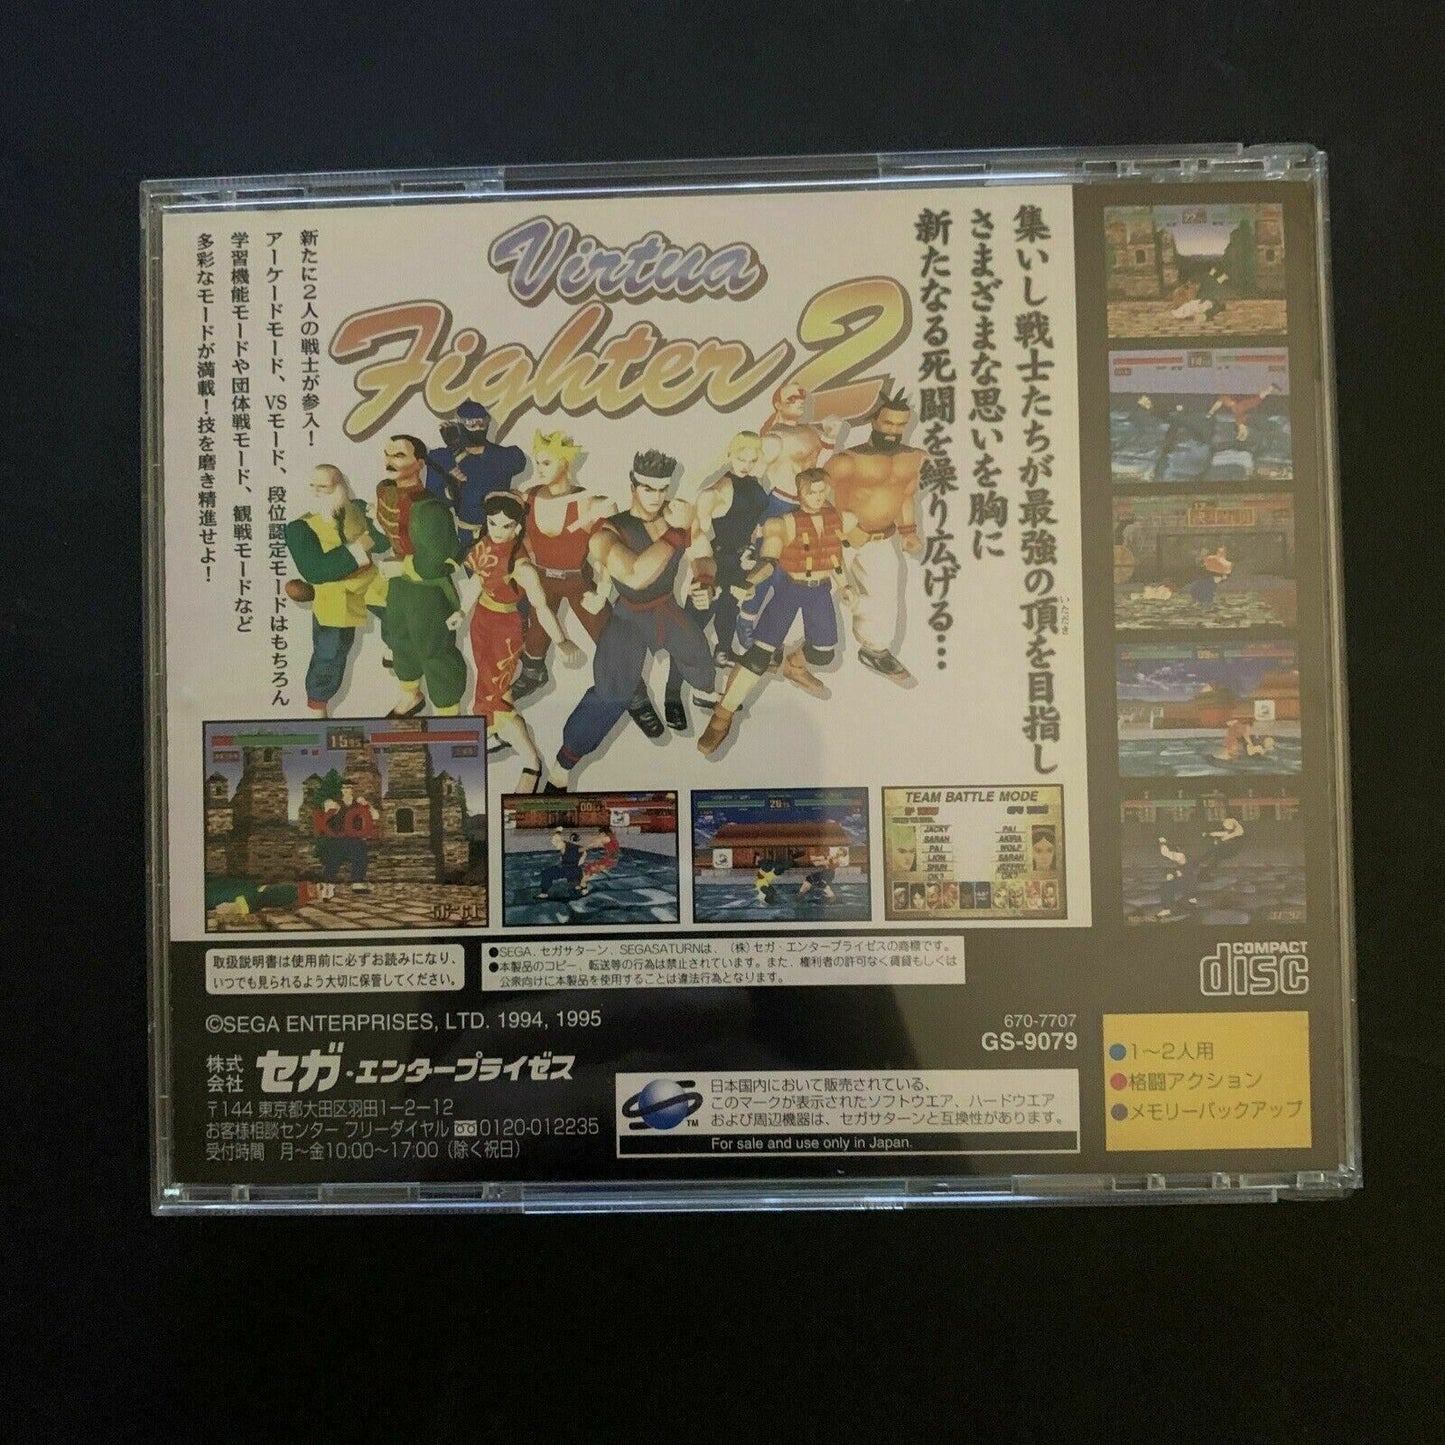 Virtua
Fighter 2
集いし戦士たちが最強の頂を目指し
いただき
さまざまな思いを胸に
新たなる死闘を繰り広げる…
新たに2人の戦士が参入!
アーケードモード、VSモード、段位認定モードはもちろん
学習機能モードや団体戦モード、観戦モードなど
多彩なモードが満載!技を磨き精進せよ!
K.O.
TEAM BATTLE MODE
JACKY
PAI
SARAH
AKIRA
PAI
WOLF
LION
SARAH
SHUN
JEFFRY
取扱説明書は使用前に必ずお読みになり、
いつでも見られるよう大切に保管してください。
●SEGA、セガサターン、SEGASATURNは、(株)セガ・エンタープライゼスの商標です。
●本製品のコピー、転送等の行為は禁止されています。また、権利者の許可なく賃貸もしくは
公衆向けに本製品を使用することは違法行為となります。
COMPACT
disc
©SEGA ENTERPRISES, LTD. 1994, 1995
670-7707
GS-9079
株式会社 セガ・エンタープライゼス
〒144 東京都大田区羽田1-2-12
お客様相談センター フリーダイヤル 0120-012235
受付時間 月〜金10:00〜17:00(除く祝日)
TM
日本国内において販売されている、
このマークが表示されたソフトウエア、ハードウエア
および周辺機器は、セガサターンと互換性があります。
For sale and use only in Japan.
●1〜2人用
●格闘アクション
●メモリーバックアップ